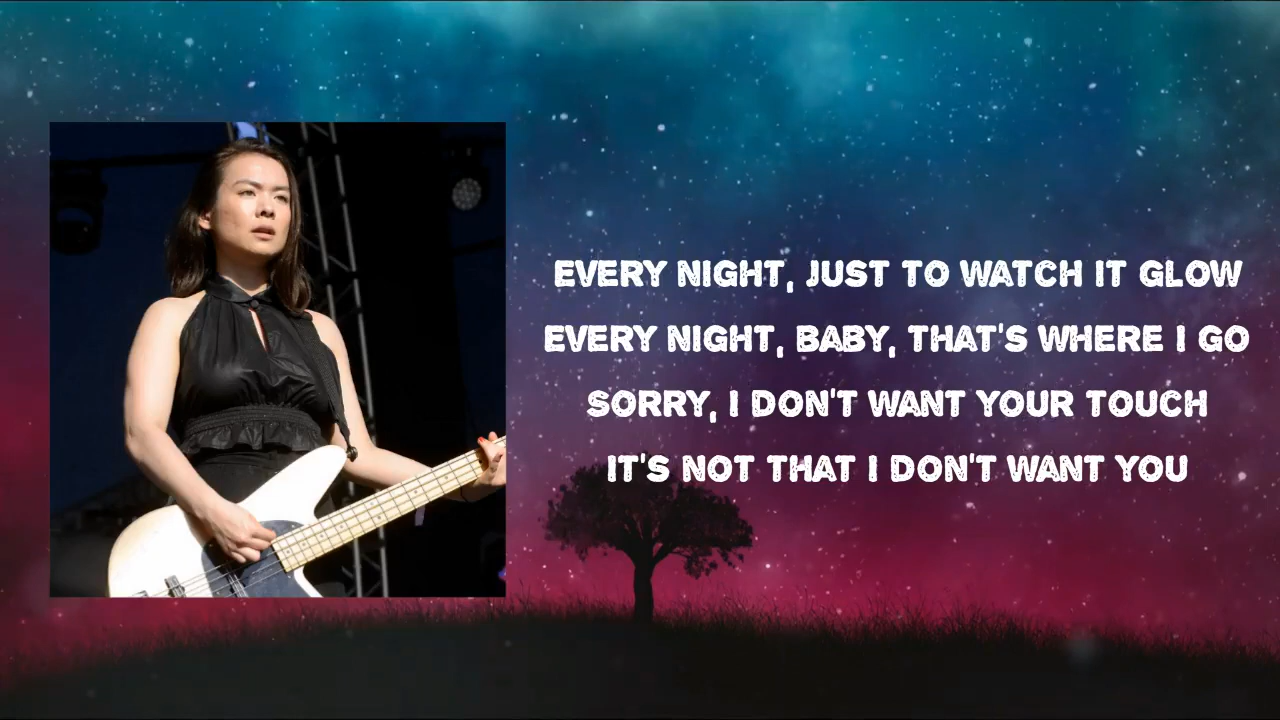 EVERY NIGHT, JUST TO WATCH IT GLOW
EVERY NIGHT, BABY, THAT'S WHERE I GO
SORRY, I DON'T WANT YOUR TOUCH
IT'S NOT THAT I DON'T WANT YOU